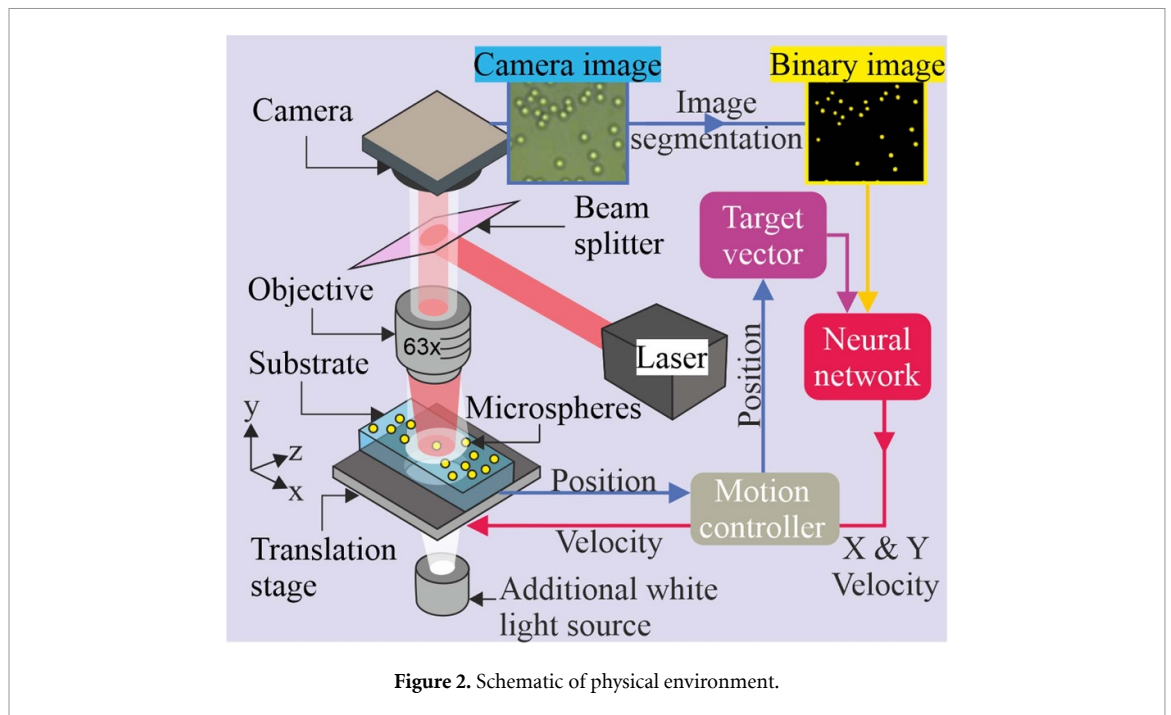 Camera image
Binary image
Camera
Image
segmentation
Beam
splitter
Target
vector
Objective
63x
Laser
Neural
network
Substrate
Microspheres
Position
y
z
x
Position
Motion
controller
Velocity
X & Y
Velocity
Translation
stage
Additional white
light source
Figure 2. Schematic of physical environment.